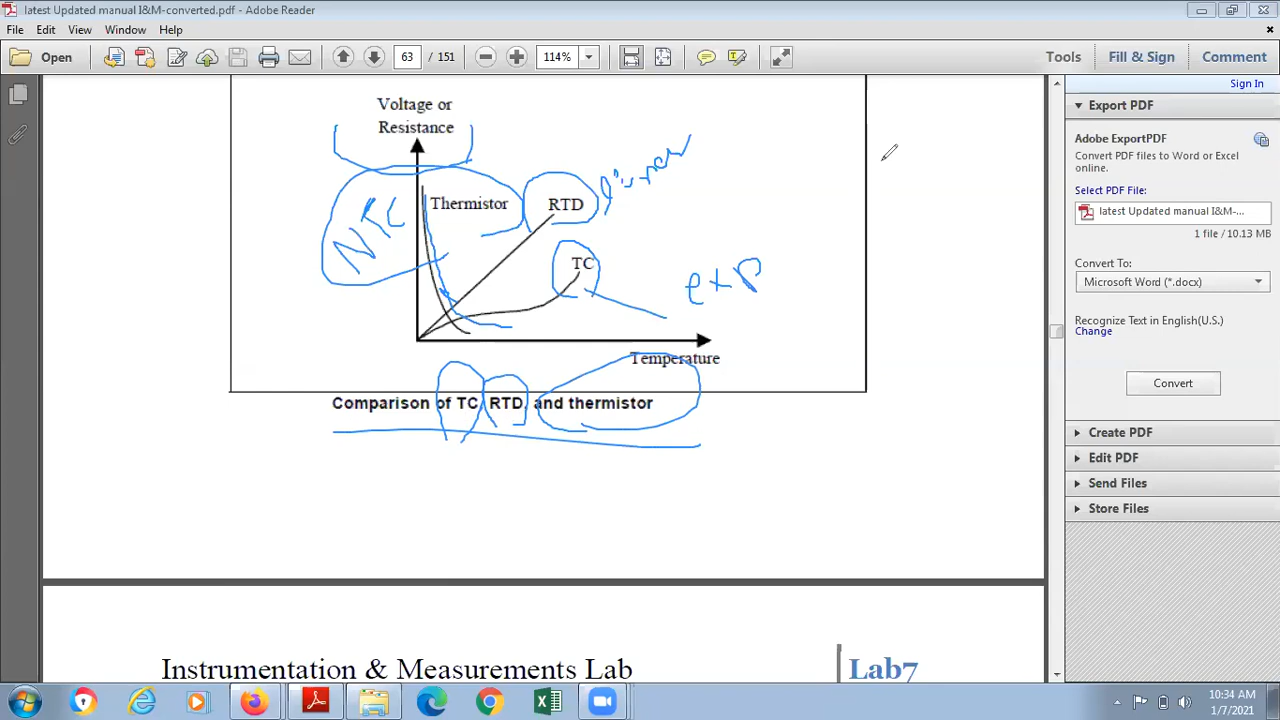 latest Updated manual I&M-converted.pdf - Adobe Reader
File Edit View Window Help
Open 63 / 151 114% Tools Fill & Sign Comment
Sign In
Voltage or
Resistance
Thermistor RTD linear
NTC
TC
exp
Temperature
Comparison of TC, RTD, and thermistor
Instrumentation & Measurements Lab Lab7
Export PDF
Adobe ExportPDF
Convert PDF files to Word or Excel
online.
Select PDF File:
latest Updated manual I&M-...
1 file / 10.13 MB
Convert To:
Microsoft Word (*.docx)
Recognize Text in English(U.S.)
Change
Convert
Create PDF
Edit PDF
Send Files
Store Files
10:34 AM
1/7/2021